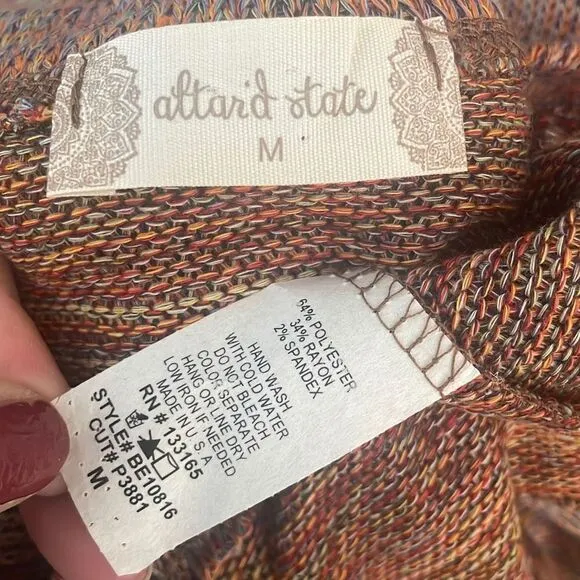 altar'd state
M
64% POLYESTER
34% RAYON
2% SPANDEX
HAND WASH
WITH COLD WATER
DO NOT BLEACH
COLOR SEPARATE
HANG OR LINE DRY
LOW IRON IF NEEDED
MADE IN U.S.A
RN# 133165
STYLE# BE10816
CUT# P3881
M